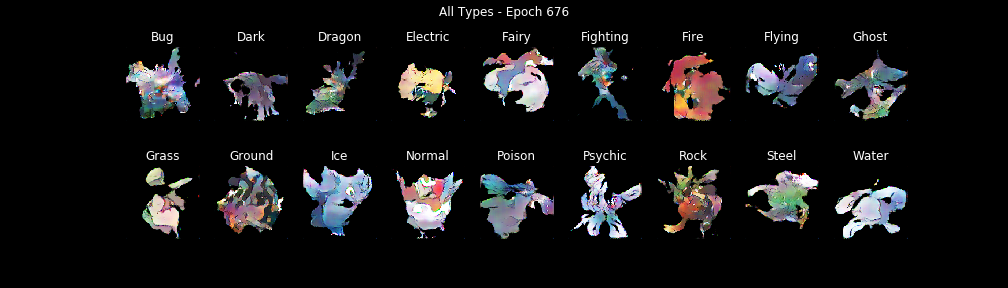 All Types - Epoch 676
Bug Dark Dragon Electric Fairy Fighting Fire Flying Ghost
Grass Ground Ice Normal Poison Psychic Rock Steel Water